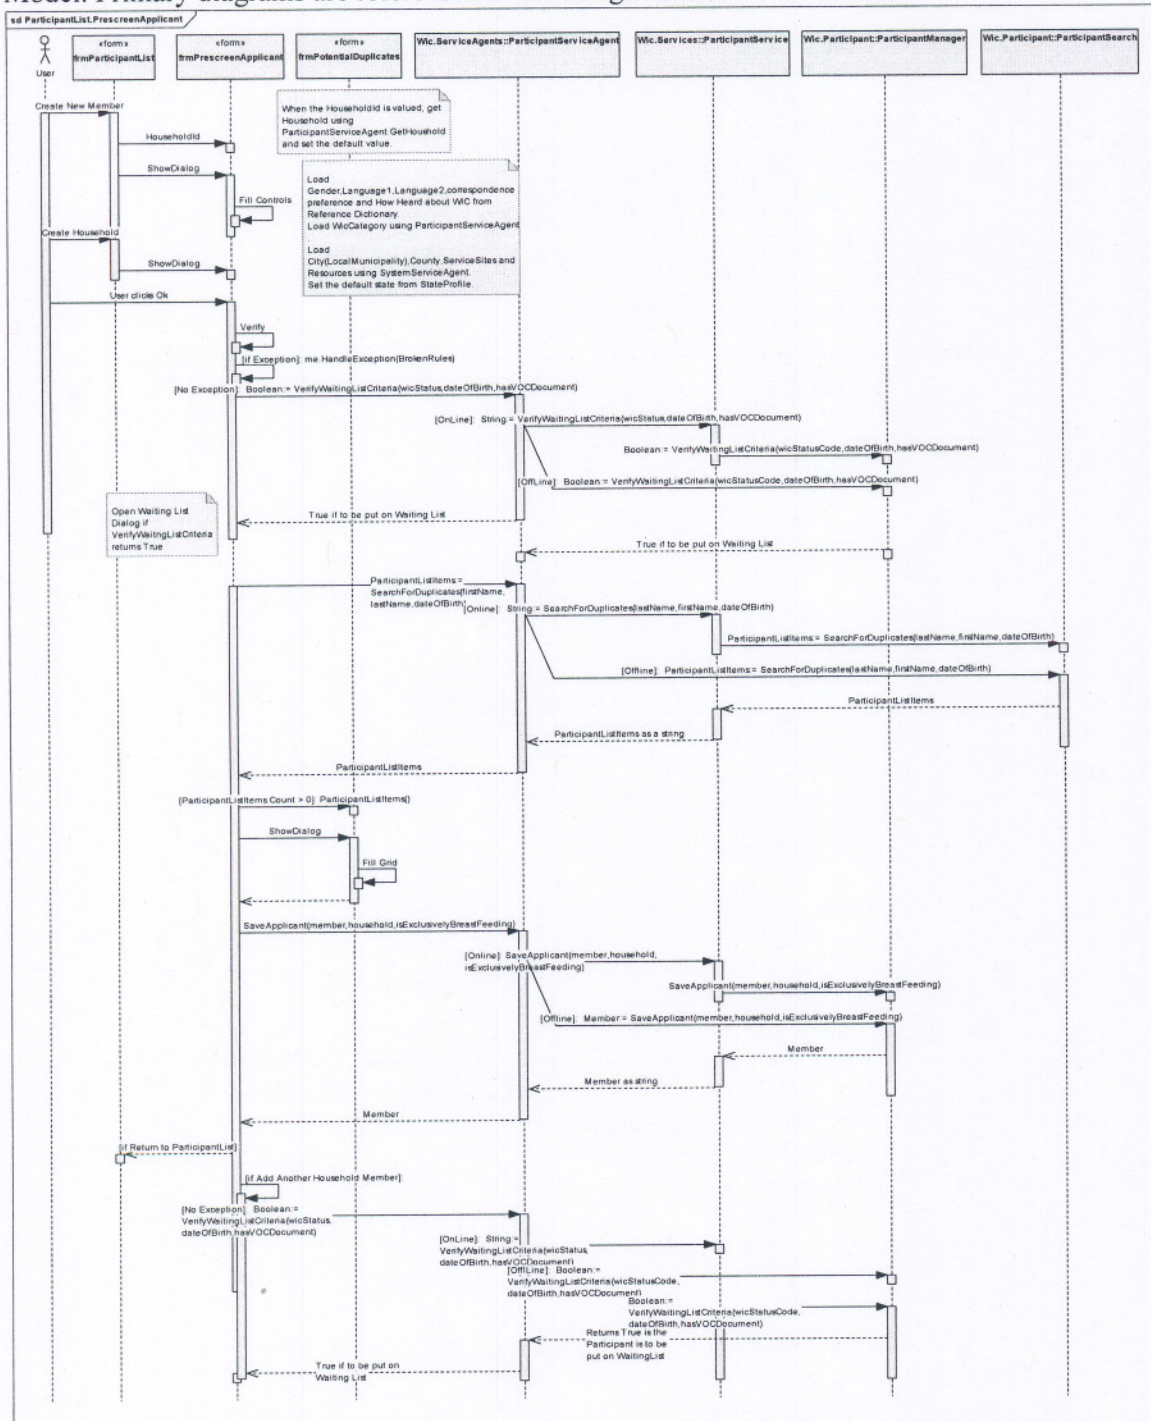 sd ParticipantList.PrescreenApplicant
User
«form»
frmParticipantList
«form»
frmPrescreenApplicant
«form»
frmPotentialDuplicates
Wic.ServiceAgents::ParticipantServiceAgent
Wic.Services::ParticipantService
Wic.Participant::ParticipantManager
Wic.Participant::ParticipantSearch
Create New Member
When the HouseholdId is valued, get
Household using
ParticipantServiceAgent.GetHoushold
and set the default value.
HouseholdId
ShowDialog
Load
Gender,Language1,Language2,correspondence
preference and How Heard about WIC from
Reference Dictionary.
Load WicCategory using ParticipantServiceAgent
.
Load
City(LocalMunicipality),County,ServiceSites and
Resources using SystemServiceAgent.
Set the default state from StateProfile.
Fill Controls
Create Household
ShowDialog
User clicks Ok
Verify
[if Exception]: me.HandleException(BrokenRules)
[No Exception]: Boolean:= VerifyWaitingListCriteria(wicStatus,dateOfBirth,hasVOCDocument)
[OnLine]: String:= VerifyWaitingListCriteria(wicStatus,dateOfBirth,hasVOCDocument)
Boolean:= VerifyWaitingListCriteria(wicStatusCode,dateOfBirth,hasVOCDocument)
[OffLine]: Boolean:= VerifyWaitingListCriteria(wicStatusCode,dateOfBirth,hasVOCDocument)
Open Waiting List
Dialog if
VerifyWaitngListCriteria
returns True
True if to be put on Waiting List
True if to be put on Waiting List
ParticipantListItems:=
SearchForDuplicates(firstName,
lastName,dateOfBirth)
[Online]: String:= SearchForDuplicates(lastName,firstName,dateOfBirth)
ParticipantListItems:= SearchForDuplicates(lastName,firstName,dateOfBirth)
[Offline]: ParticipantListItems:= SearchForDuplicates(lastName,firstName,dateOfBirth)
ParticipantListItems
ParticipantListItems as a string
ParticipantListItems
[ParticipantListItems.Count > 0]: ParticipantListItems()
ShowDialog
Fill Grid
SaveApplicant(member,household,isExclusivelyBreastFeeding)
[Online]: SaveApplicant(member,household,
isExclusivelyBreastFeeding)
SaveApplicant(member,household,isExclusivelyBreastFeeding)
[Offline]: Member:= SaveApplicant(member,household,isExclusivelyBreastFeeding)
Member
Member as string
Member
[if Return to ParticipantList]
[if Add Another Household Member]:
[No Exception]: Boolean:=
VerifyWaitingListCriteria(wicStatus,
dateOfBirth,hasVOCDocument)
[OnLine]: String:=
VerifyWaitingListCriteria(wicStatus,
dateOfBirth,hasVOCDocument)
[OffLine]: Boolean:=
VerifyWaitingListCriteria(wicStatusCode,
dateOfBirth,hasVOCDocument)
Boolean:=
VerifyWaitingListCriteria(wicStatusCode,
dateOfBirth,hasVOCDocument)
Returns True is the
Participant is to be
put on WaitingList
True if to be put on
Waiting List